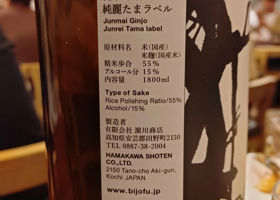 純麗たまラベル
Junmai Ginjo
Junrei Tama label
原材料名 米(国産)
米麹(国産米)
精米歩合 55%
アルコール分 15%
内容量 1800ml
Type of Sake
Rice Polishing Ratio/55%
Alcohol/15%
製造者
有限会社 濵川商店
高知県安芸郡田野町2150
TEL 0887-38-2004
HAMAKAWA SHOTEN
CO.,LTD.
2150 Tano-cho Aki-gun,
Kochi JAPAN
www.bijofu.jp